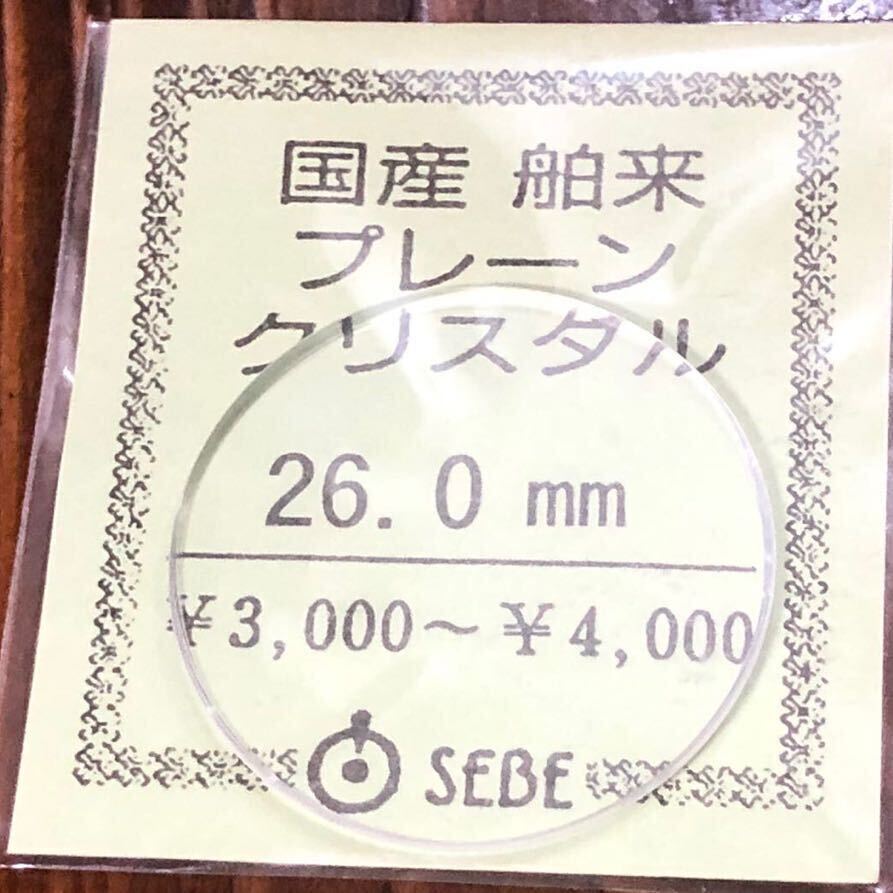 国産 舶来
プレーン
クリスタル
26.0 mm
¥3,000～¥4,000
SEBE